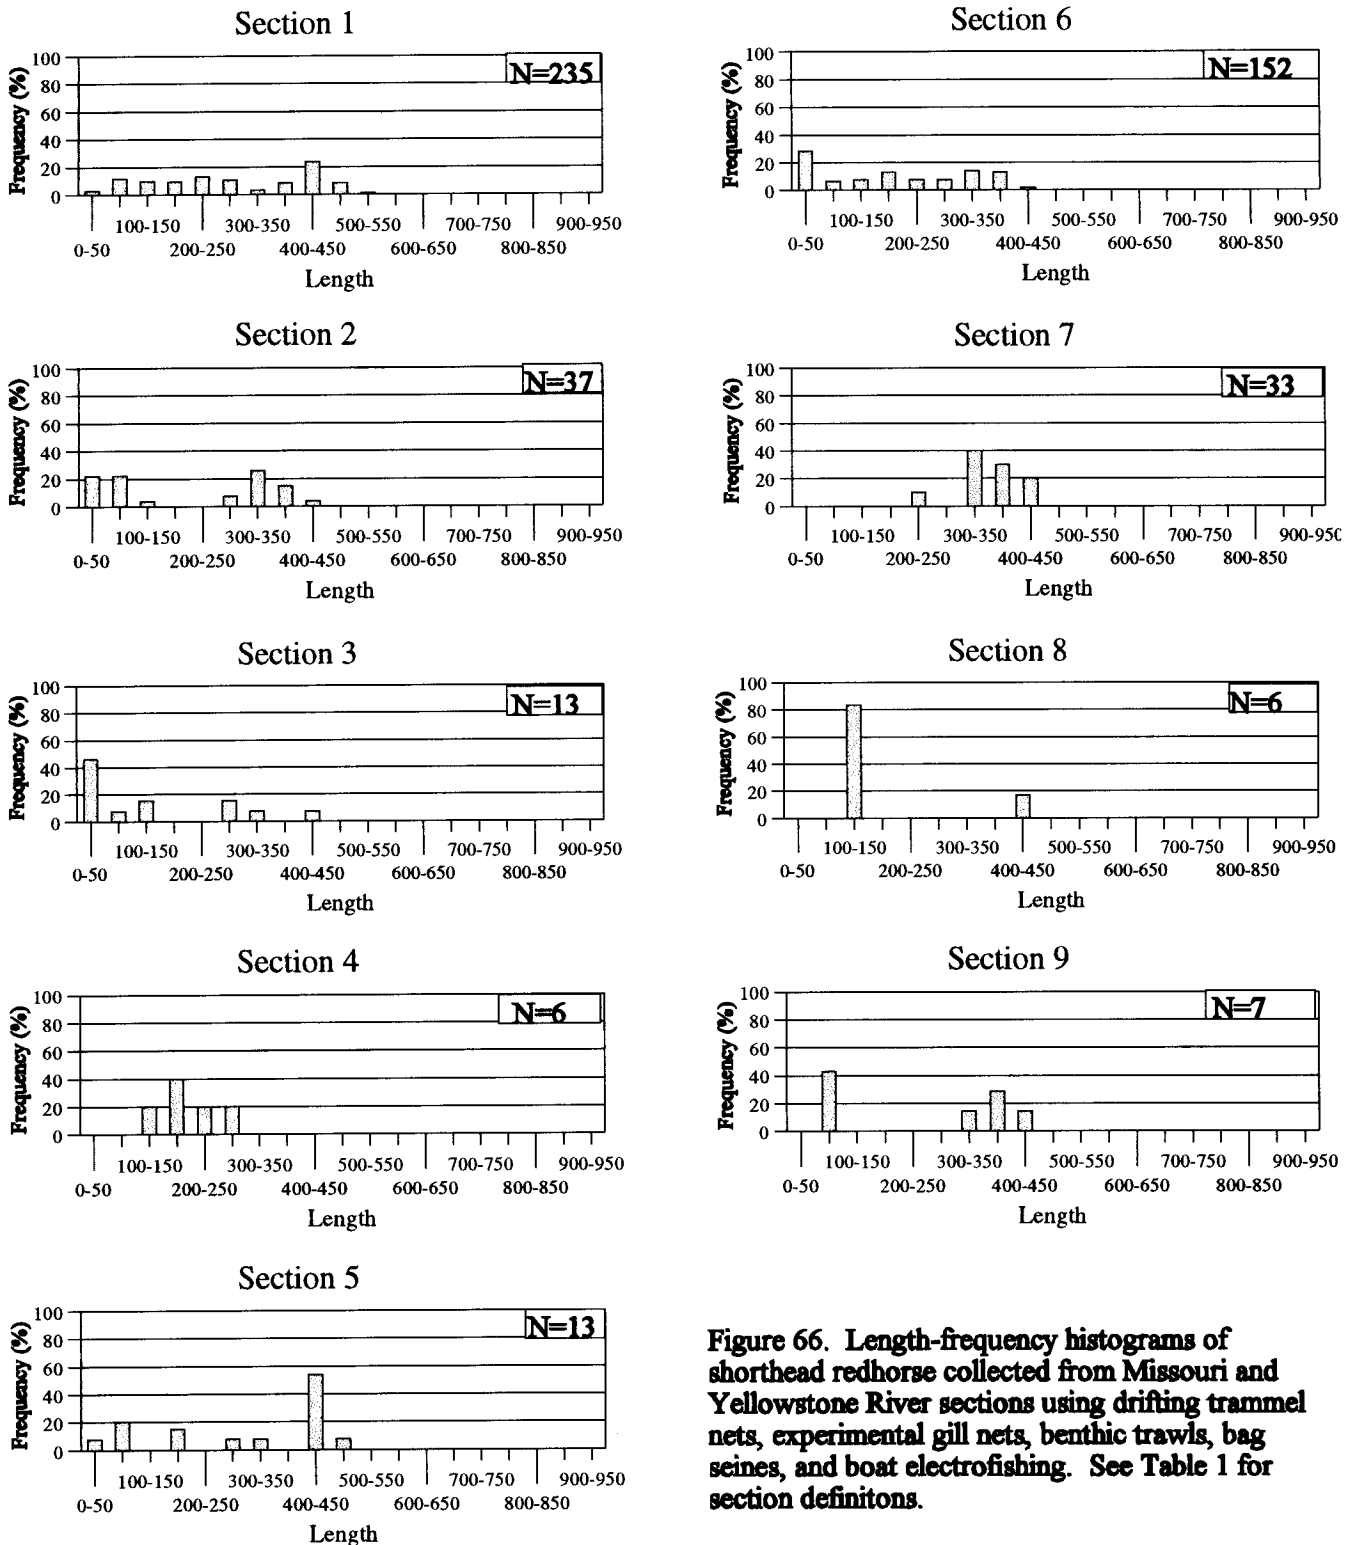 Section 1
Frequency (%)
100
80
60
40
20
0
N=235
100-150 300-350 500-550 700-750 900-950
0-50 200-250 400-450 600-650 800-850
Length
Section 2
Frequency (%)
100
80
60
40
20
0
N=37
100-150 300-350 500-550 700-750 900-950
0-50 200-250 400-450 600-650 800-850
Length
Section 3
Frequency (%)
100
80
60
40
20
0
N=13
100-150 300-350 500-550 700-750 900-950
0-50 200-250 400-450 600-650 800-850
Length
Section 4
Frequency (%)
100
80
60
40
20
0
N=6
100-150 300-350 500-550 700-750 900-950
0-50 200-250 400-450 600-650 800-850
Length
Section 5
Frequency (%)
100
80
60
40
20
0
N=13
100-150 300-350 500-550 700-750 900-950
0-50 200-250 400-450 600-650 800-850
Length
Section 6
Frequency (%)
100
80
60
40
20
0
N=152
100-150 300-350 500-550 700-750 900-950
0-50 200-250 400-450 600-650 800-850
Length
Section 7
Frequency (%)
100
80
60
40
20
0
N=33
100-150 300-350 500-550 700-750 900-950
0-50 200-250 400-450 600-650 800-850
Length
Section 8
Frequency (%)
100
80
60
40
20
0
N=6
100-150 300-350 500-550 700-750 900-950
0-50 200-250 400-450 600-650 800-850
Length
Section 9
Frequency (%)
100
80
60
40
20
0
N=7
100-150 300-350 500-550 700-750 900-950
0-50 200-250 400-450 600-650 800-850
Length
Figure 66. Length-frequency histograms of
shorthead redhorse collected from Missouri and
Yellowstone River sections using drifting trammel
nets, experimental gill nets, benthic trawls, bag
seines, and boat electrofishing. See Table 1 for
section definitons.